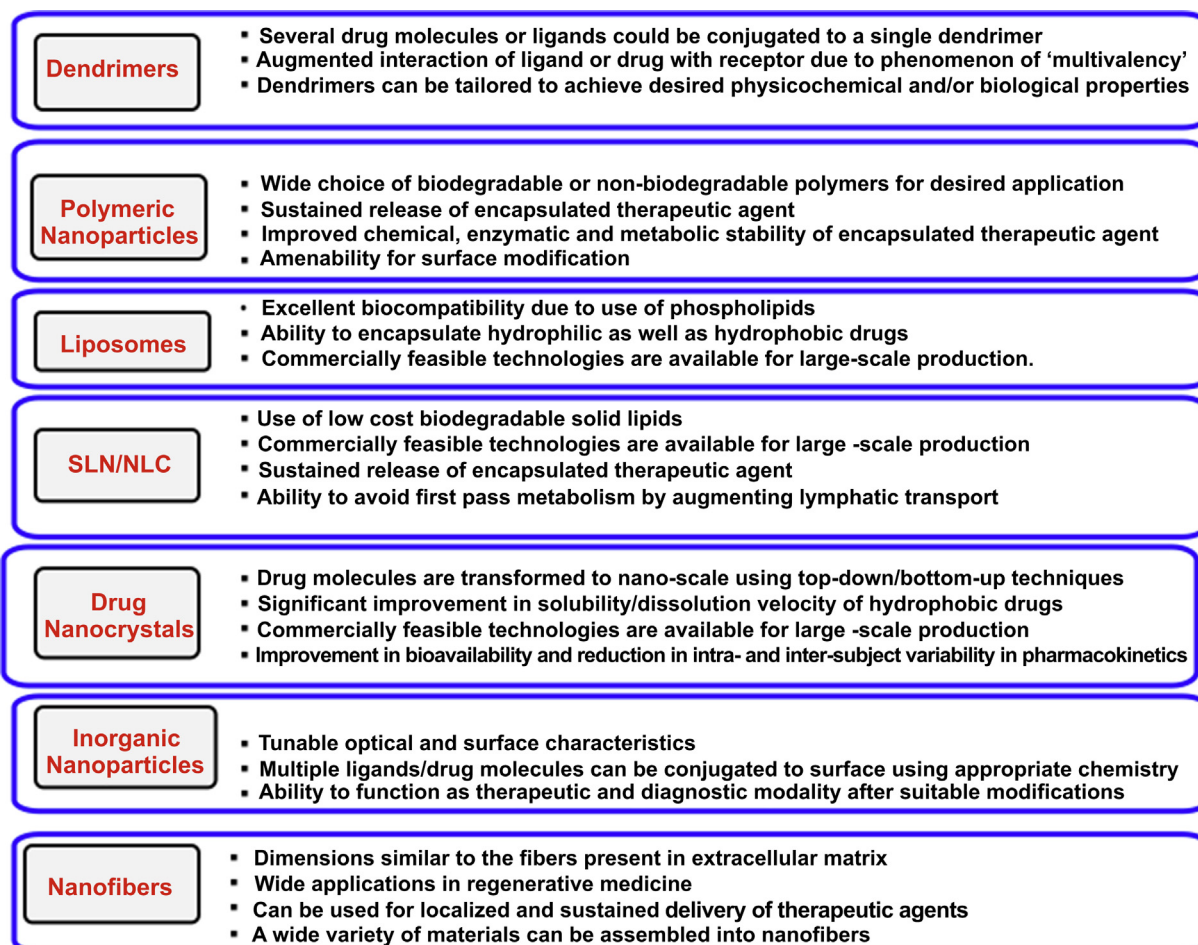 Dendrimers
▪ Several drug molecules or ligands could be conjugated to a single dendrimer
▪ Augmented interaction of ligand or drug with receptor due to phenomenon of ‘multivalency’
▪ Dendrimers can be tailored to achieve desired physicochemical and/or biological properties
Polymeric
Nanoparticles
▪ Wide choice of biodegradable or non-biodegradable polymers for desired application
▪ Sustained release of encapsulated therapeutic agent
▪ Improved chemical, enzymatic and metabolic stability of encapsulated therapeutic agent
▪ Amenability for surface modification
Liposomes
▪ Excellent biocompatibility due to use of phospholipids
▪ Ability to encapsulate hydrophilic as well as hydrophobic drugs
▪ Commercially feasible technologies are available for large-scale production.
SLN/NLC
▪ Use of low cost biodegradable solid lipids
▪ Commercially feasible technologies are available for large -scale production
▪ Sustained release of encapsulated therapeutic agent
▪ Ability to avoid first pass metabolism by augmenting lymphatic transport
Drug
Nanocrystals
▪ Drug molecules are transformed to nano-scale using top-down/bottom-up techniques
▪ Significant improvement in solubility/dissolution velocity of hydrophobic drugs
▪ Commercially feasible technologies are available for large -scale production
▪ Improvement in bioavailability and reduction in intra- and inter-subject variability in pharmacokinetics
Inorganic
Nanoparticles
▪ Tunable optical and surface characteristics
▪ Multiple ligands/drug molecules can be conjugated to surface using appropriate chemistry
▪ Ability to function as therapeutic and diagnostic modality after suitable modifications
Nanofibers
▪ Dimensions similar to the fibers present in extracellular matrix
▪ Wide applications in regenerative medicine
▪ Can be used for localized and sustained delivery of therapeutic agents
▪ A wide variety of materials can be assembled into nanofibers